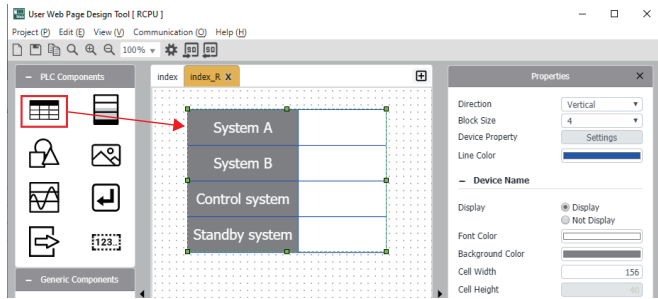 User Web Page Design Tool [ RCPU ]
Project (P) Edit (E) View (V) Communication (O) Help (H)
100%
PLC Components
index
index_R X
Properties
System A
System B
Control system
Standby system
123..
Generic Components
Direction Vertical
Block Size 4
Device Property Settings
Line Color
Device Name
Display Display
Not Display
Font Color
Background Color
Cell Width 156
Cell Height 40